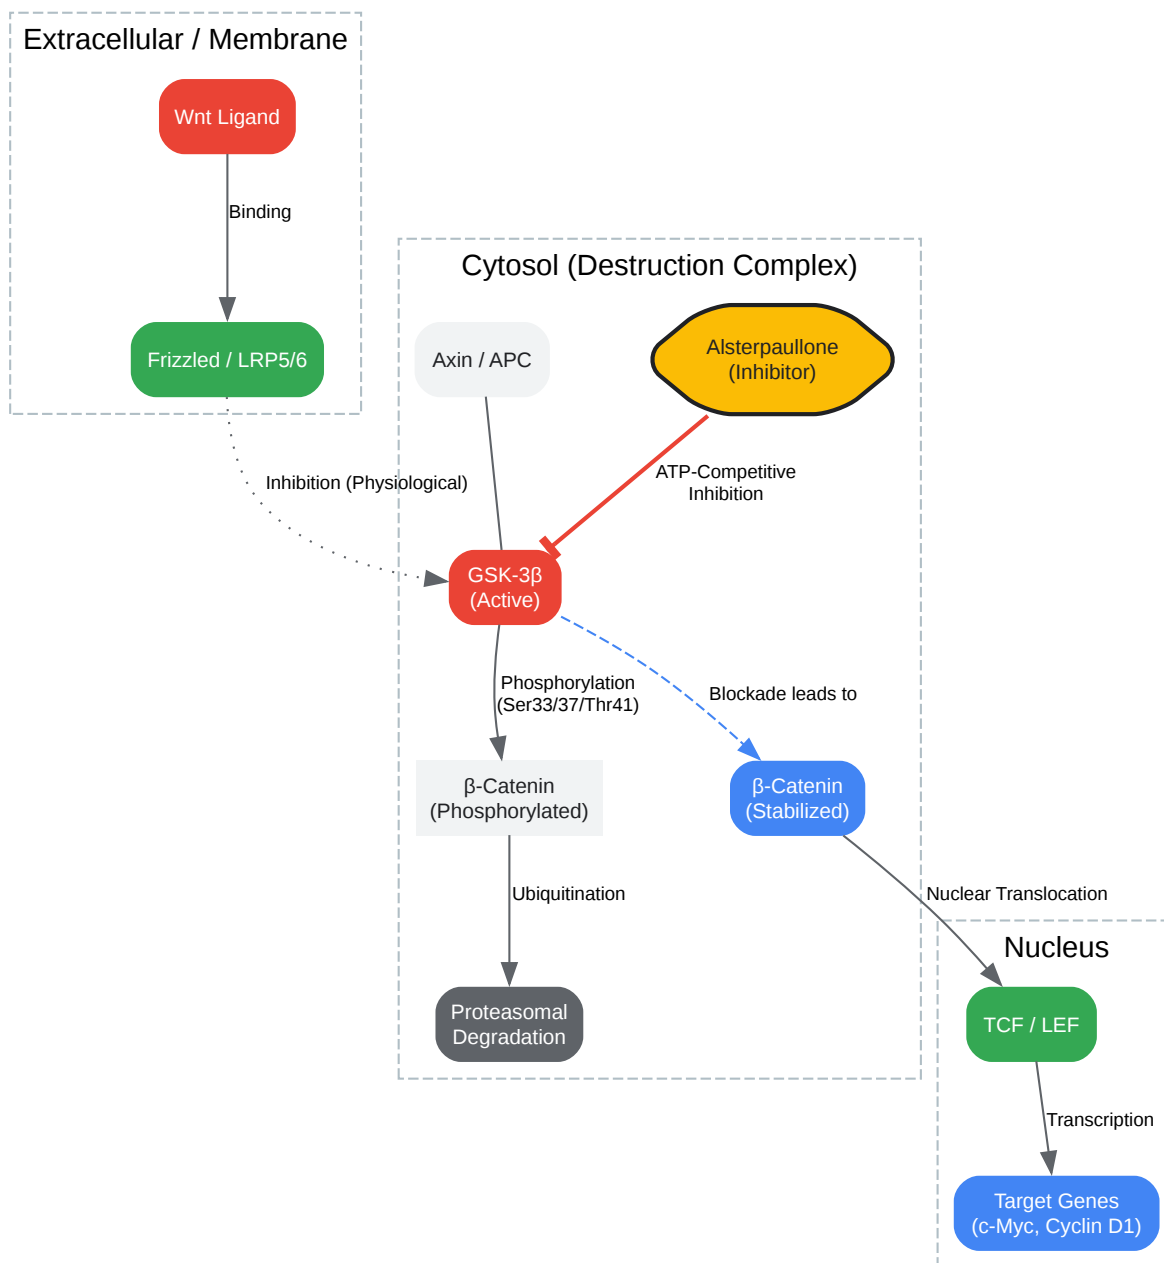 Extracellular / Membrane
Wnt Ligand
Binding
Frizzled / LRP5/6
Inhibition (Physiological)
Cytosol (Destruction Complex)
Axin / APC
Alsterpaullone
(Inhibitor)
ATP-Competitive
Inhibition
GSK-3β
(Active)
Phosphorylation
(Ser33/37/Thr41)
Blockade leads to
β-Catenin
(Phosphorylated)
β-Catenin
(Stabilized)
Ubiquitination
Nuclear Translocation
Proteasomal
Degradation
Nucleus
TCF / LEF
Transcription
Target Genes
(c-Myc, Cyclin D1)